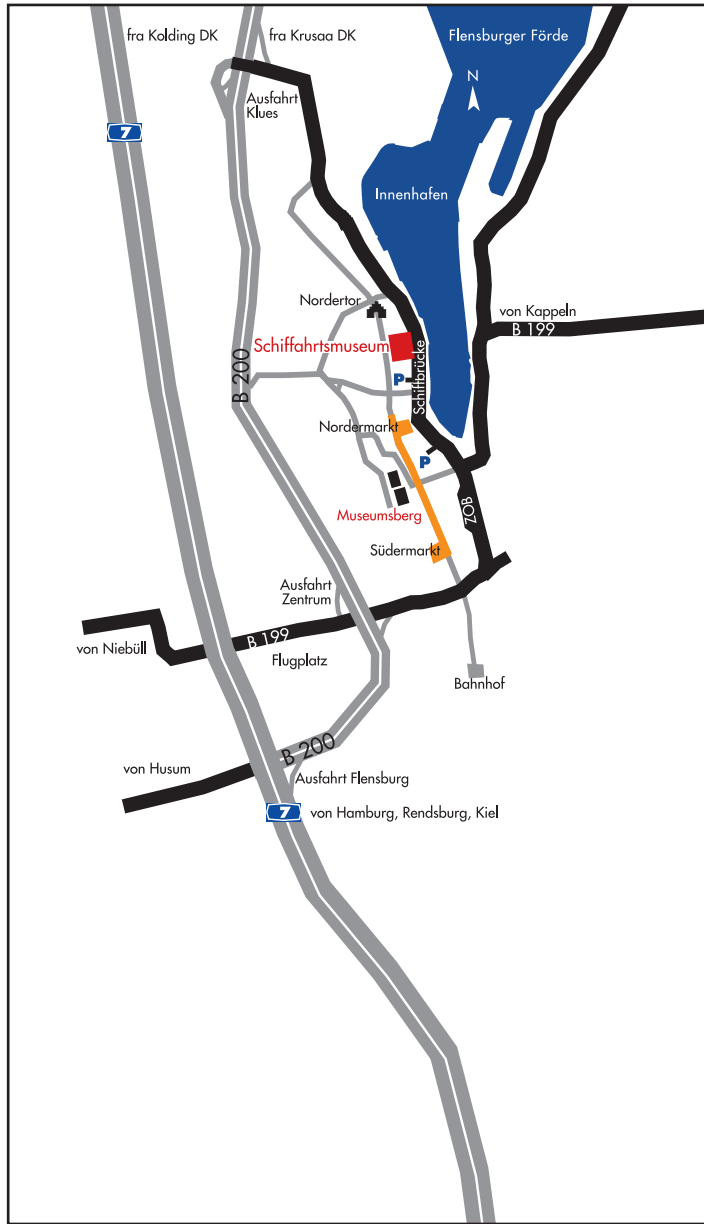 fra Kolding DK
fra Krusaa DK
Flensburger Förde
N
Ausfahrt
Klues
7
Innenhafen
Nordertor
von Kappeln
B 199
Schiffahrtsmuseum
B 200
P
Schiffbrücke
Nordermarkt
P
Museumsberg
ZOB
Südermarkt
Ausfahrt
Zentrum
B 199
von Niebüll
Flugplatz
Bahnhof
B 200
von Husum
Ausfahrt Flensburg
7
von Hamburg, Rendsburg, Kiel